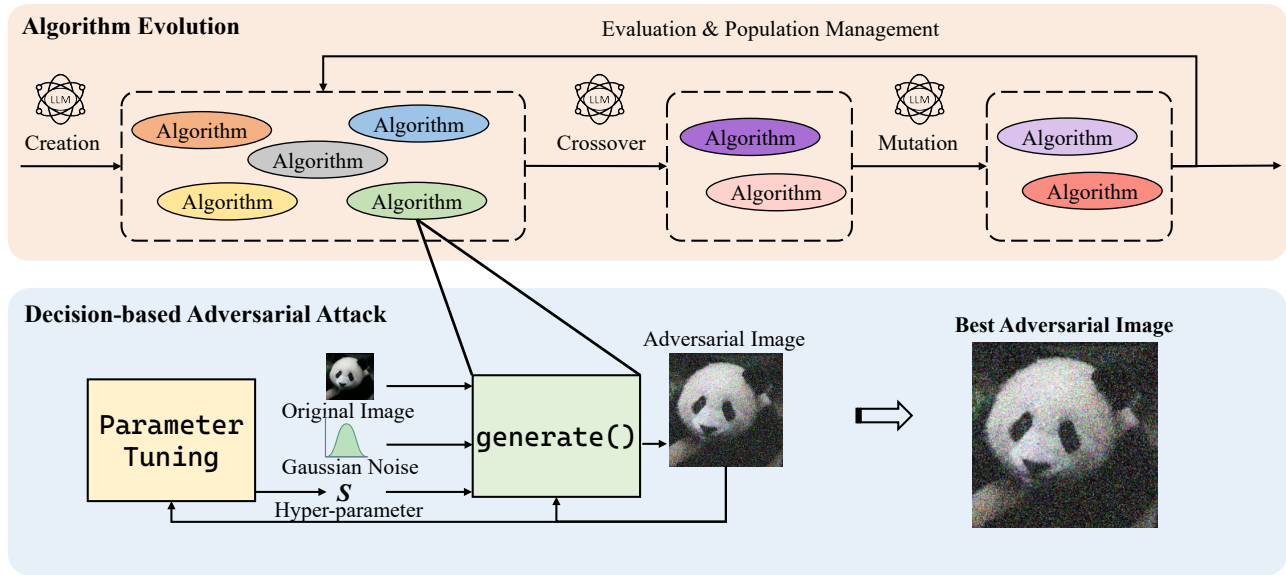 Algorithm Evolution
Evaluation & Population Management
LLM
LLM
LLM
Creation
Crossover
Mutation
Algorithm
Algorithm
Algorithm
Algorithm
Algorithm
Algorithm
Algorithm
Algorithm
Algorithm
Decision-based Adversarial Attack
Parameter
Tuning
Original Image
Gaussian Noise
S
Hyper-parameter
generate()
Adversarial Image
Best Adversarial Image